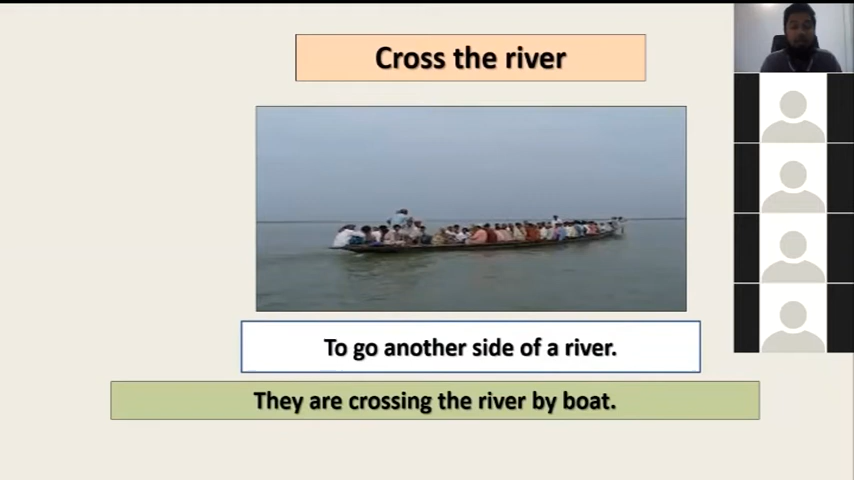 Cross the river
To go another side of a river.
They are crossing the river by boat.